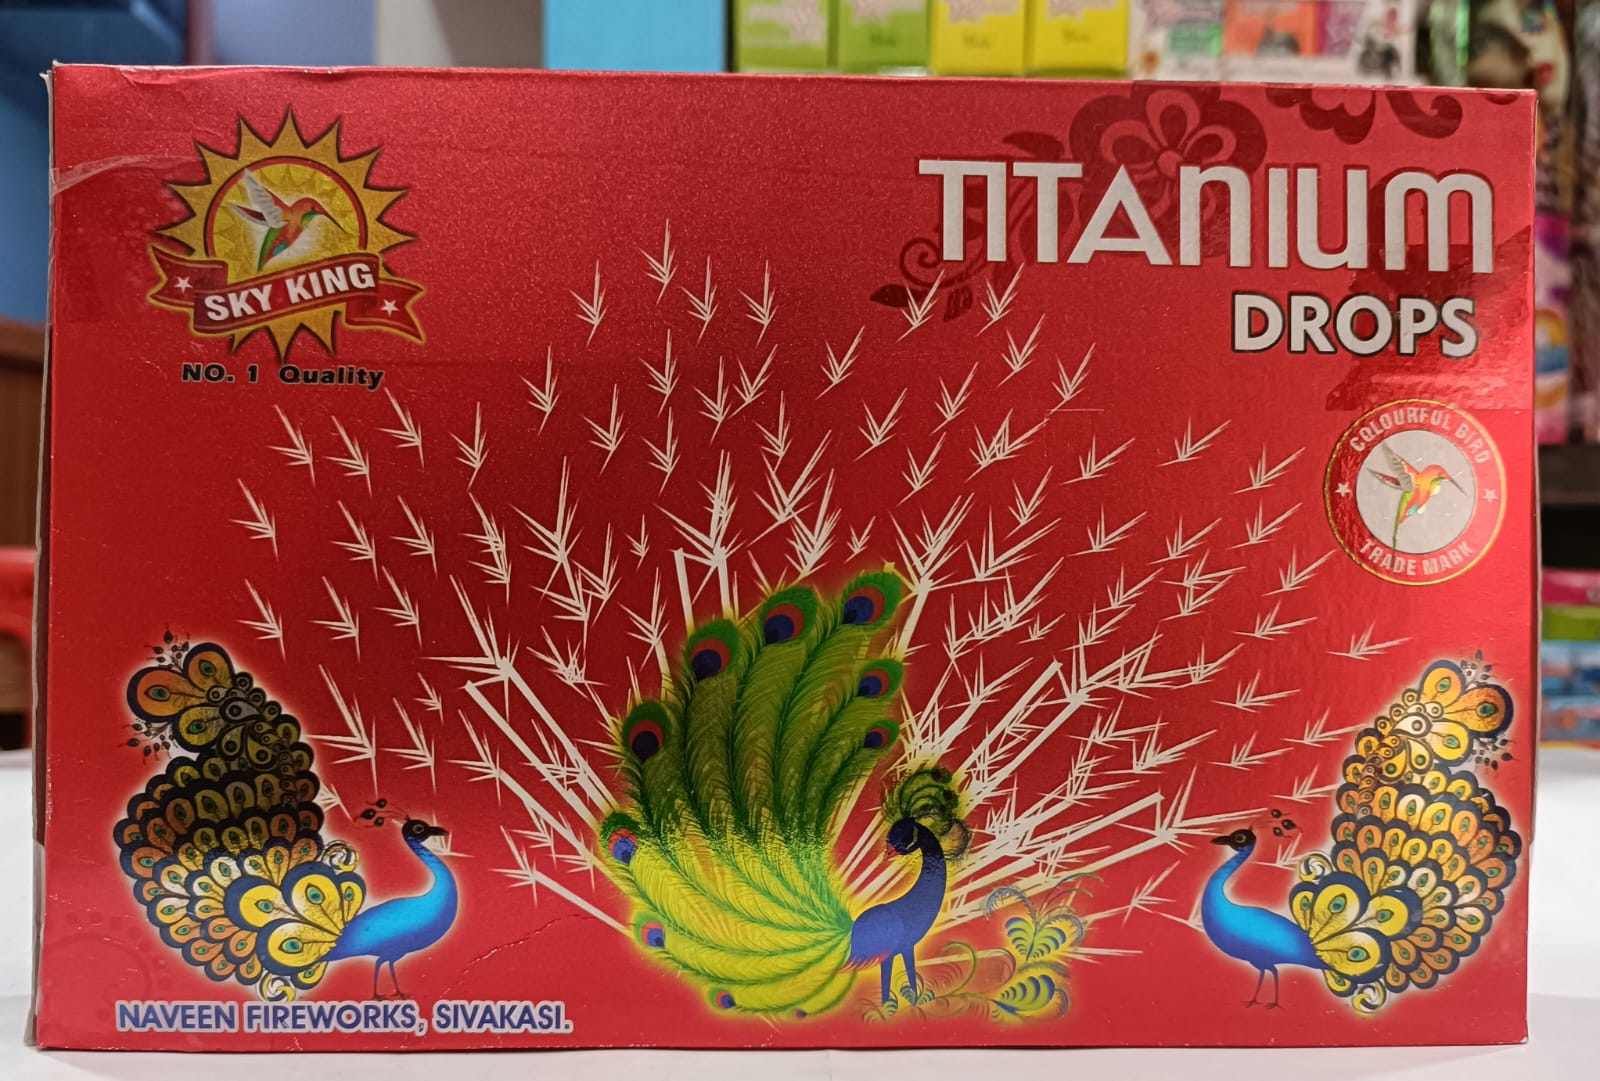 SKY KING
NO. 1 Quality
TITANIUM
DROPS
COLOURFUL BIRD
TRADE MARK
NAVEEN FIREWORKS, SIVAKASI.